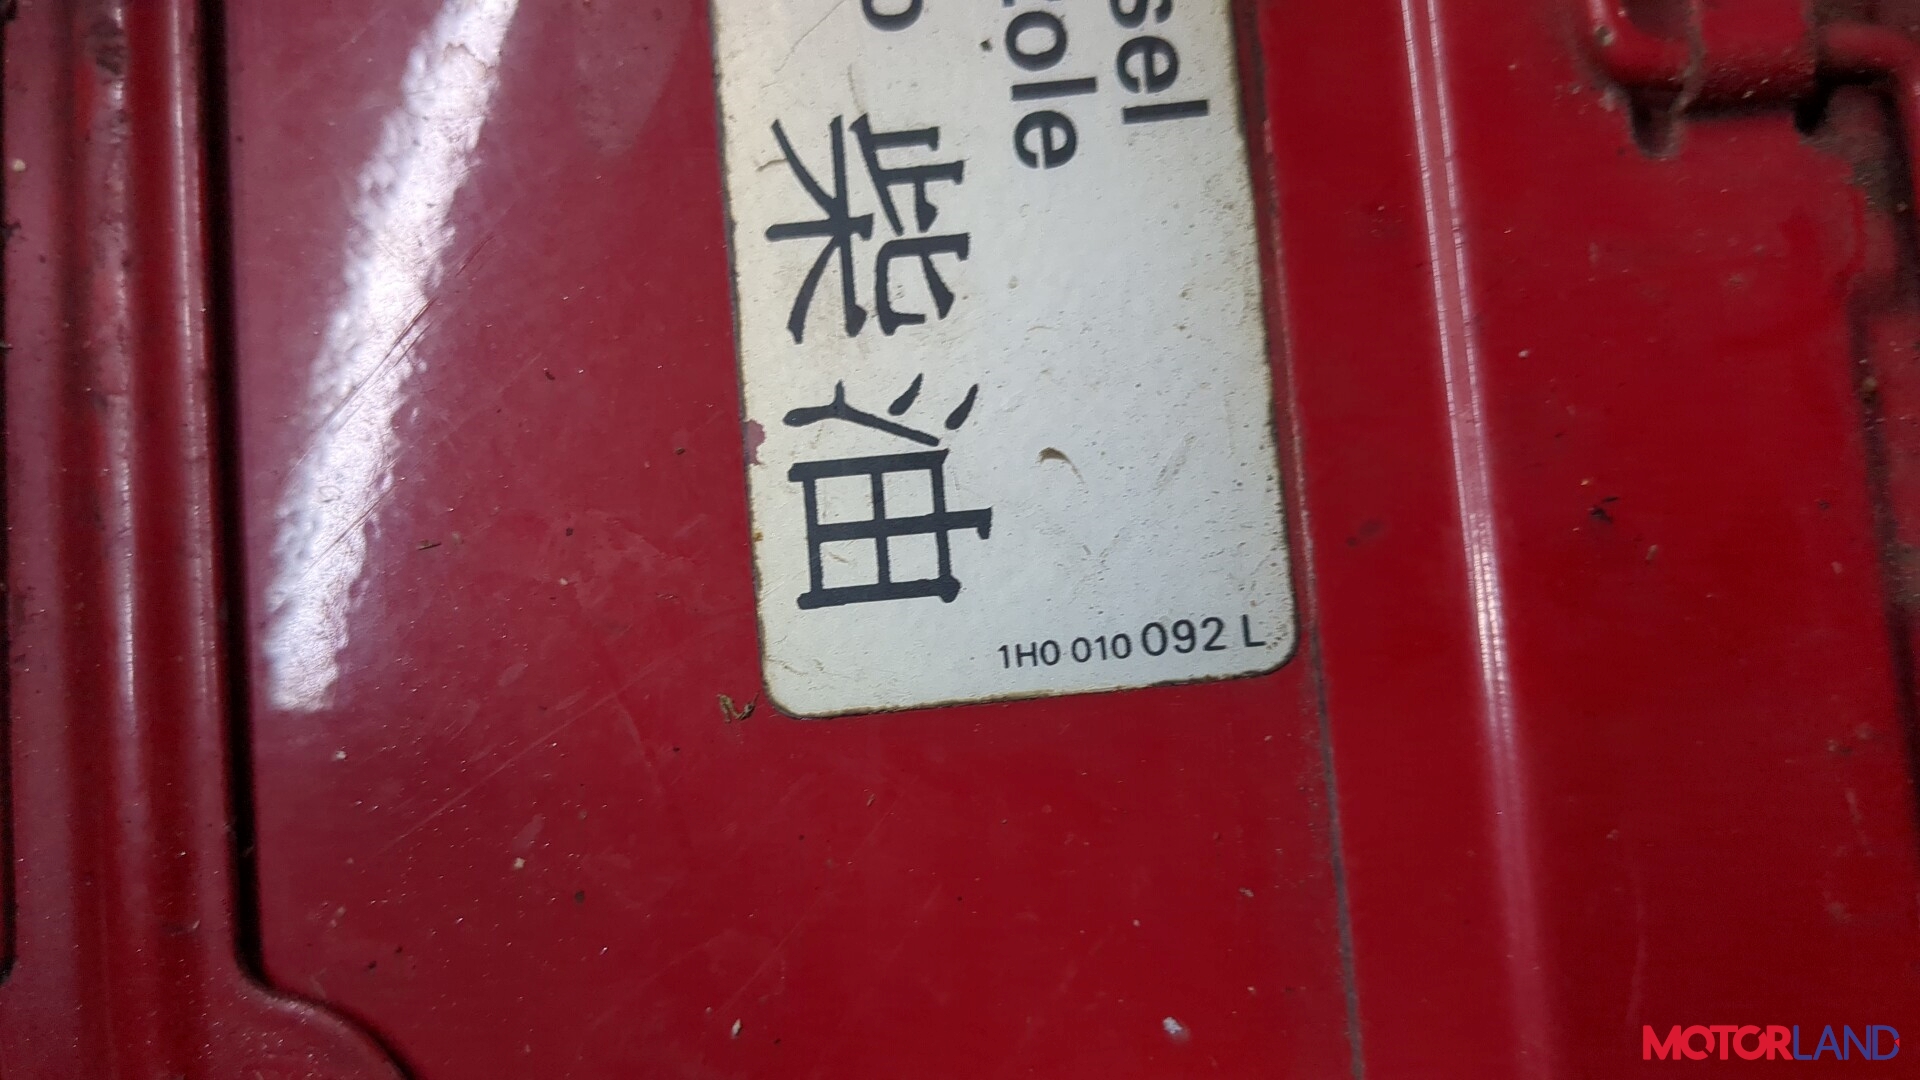 sel
ole
柴油
1H0 010 092 L
MOTORLAND